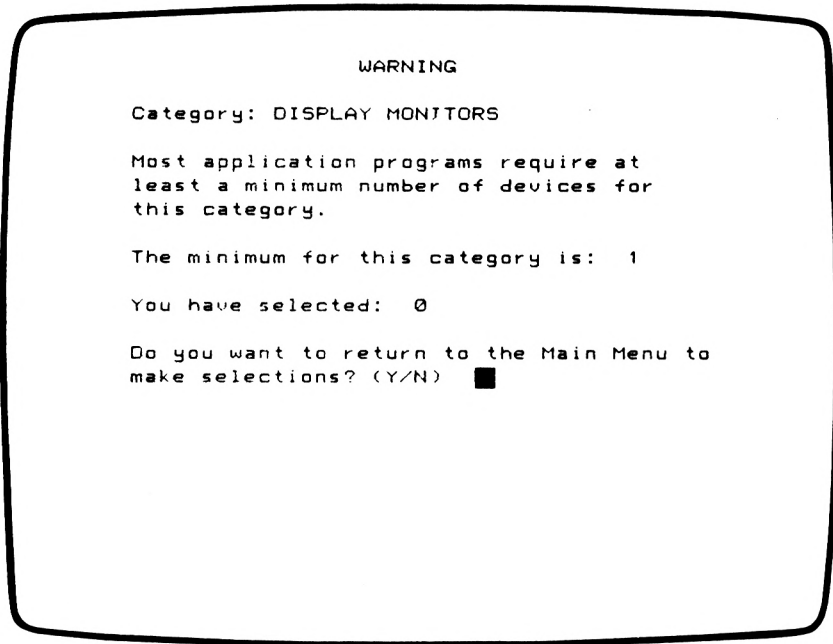 WARNING
Category: DISPLAY MONITORS
Most application programs require at
least a minimum number of devices for
this category.
The minimum for this category is: 1
You have selected: 0
Do you want to return to the Main Menu to
make selections? (Y/N)